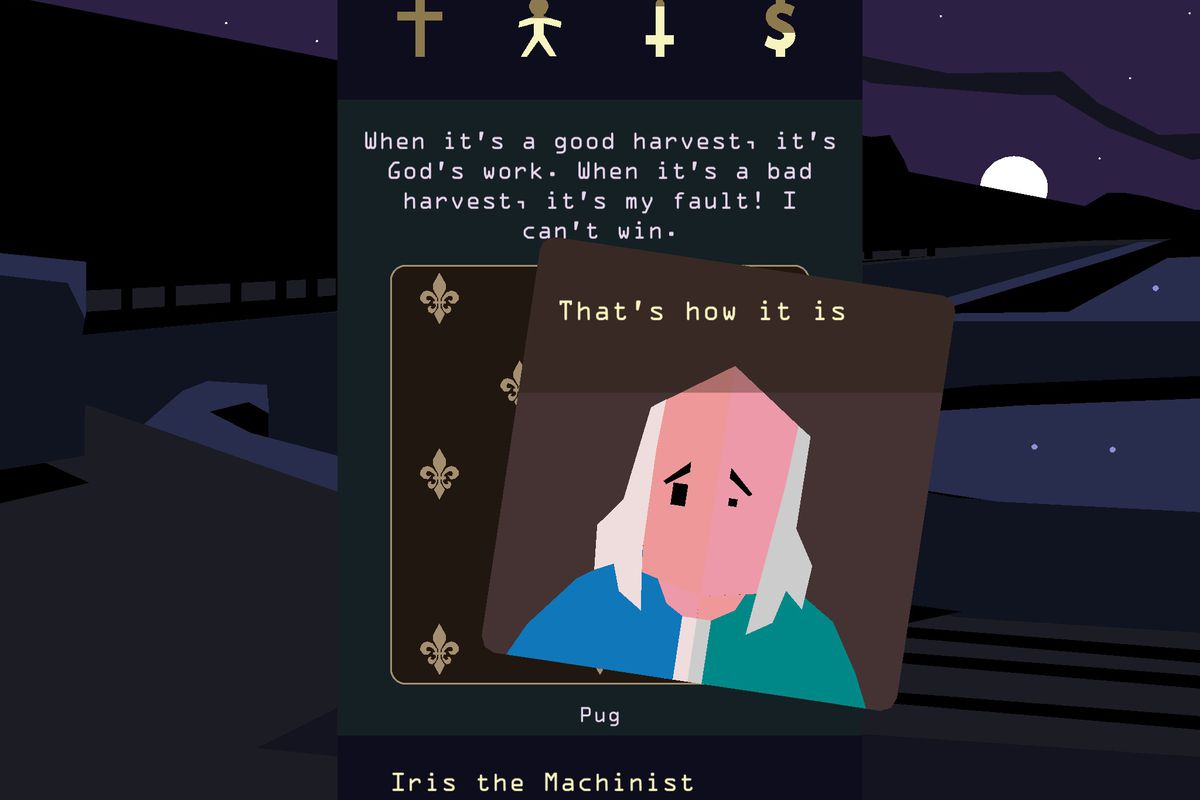 When it's a good harvest, it's
God's work. When it's a bad
harvest, it's my fault! I
can't win.
That's how it is
Pug
Iris the Machinist